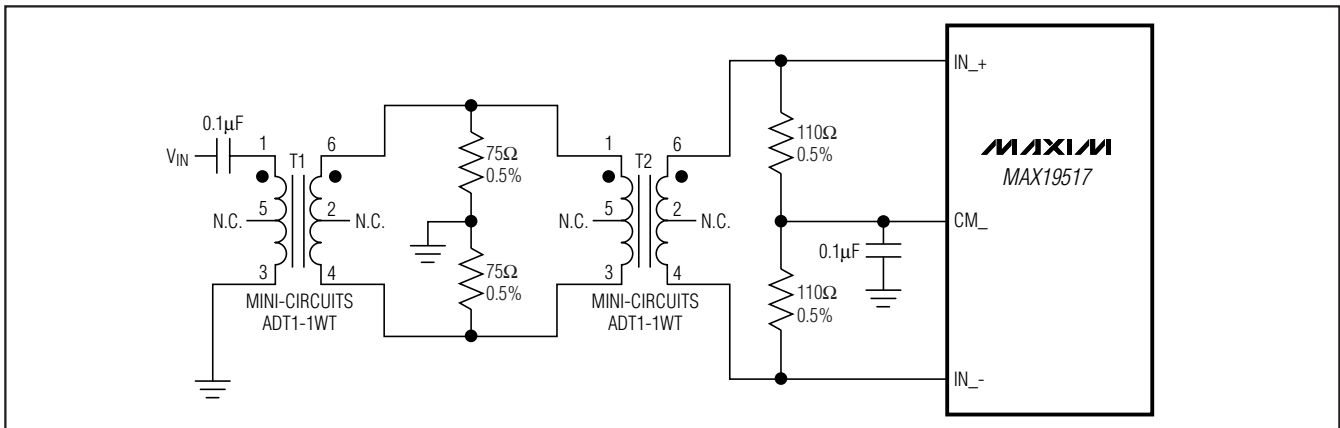 0.1μF
V_IN
1
T1
6
N.C.
5
2
N.C.
3
4
MINI-CIRCUITS
ADT1-1WT
75Ω
0.5%
75Ω
0.5%
1
T2
6
N.C.
5
2
N.C.
3
4
MINI-CIRCUITS
ADT1-1WT
110Ω
0.5%
0.1μF
110Ω
0.5%
IN_+
MAXIM
MAX19517
CM_
IN_-